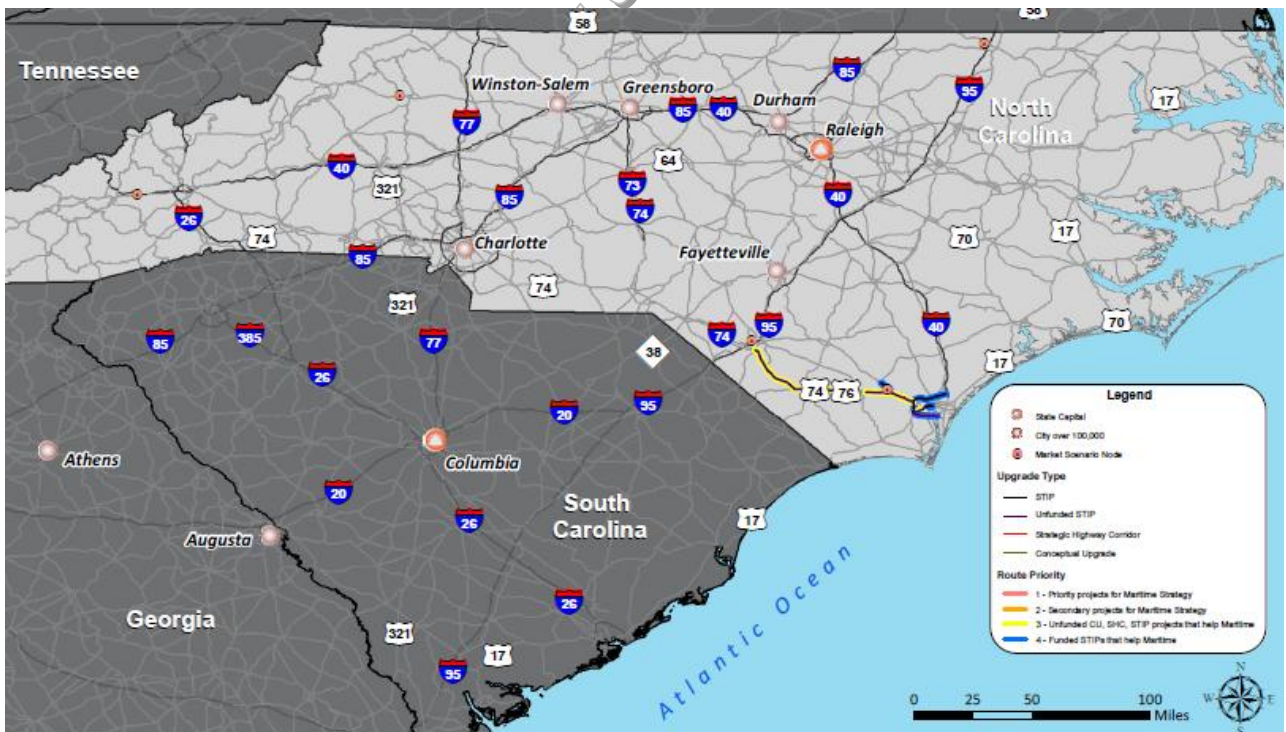 58
58
Tennessee
Winston-Salem
Greensboro
Durham
Raleigh
North
Carolina
85
95
17
77
85
40
40
321
85
64
73
74
40
26
74
85
Charlotte
Fayetteville
70
17
74
321
85
385
77
38
74
95
40
17
70
26
20
95
74
76
Athens
Columbia
20
26
South
Carolina
17
Augusta
Georgia
26
321
17
95
Atlantic Ocean
Legend
State Capital
City over 100,000
Market Scenario Node
Upgrade Type
STIP
Unfunded STIP
Strategic Highway Corridor
Conceptual Upgrade
Route Priority
1 - Priority projects for Maritime Strategy
2 - Secondary projects for Maritime Strategy
3 - Unfunded CU, SHC, STIP projects that help Maritime
4 - Funded STIPs that help Maritime
0 25 50 100
Miles
N
W E
S